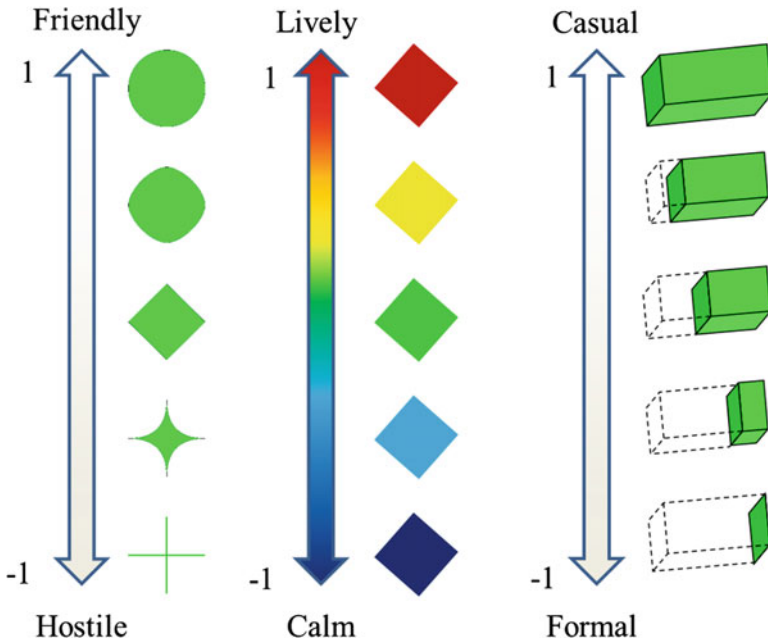 Friendly
Lively
Casual
1
1
1
-1
-1
-1
Hostile
Calm
Formal